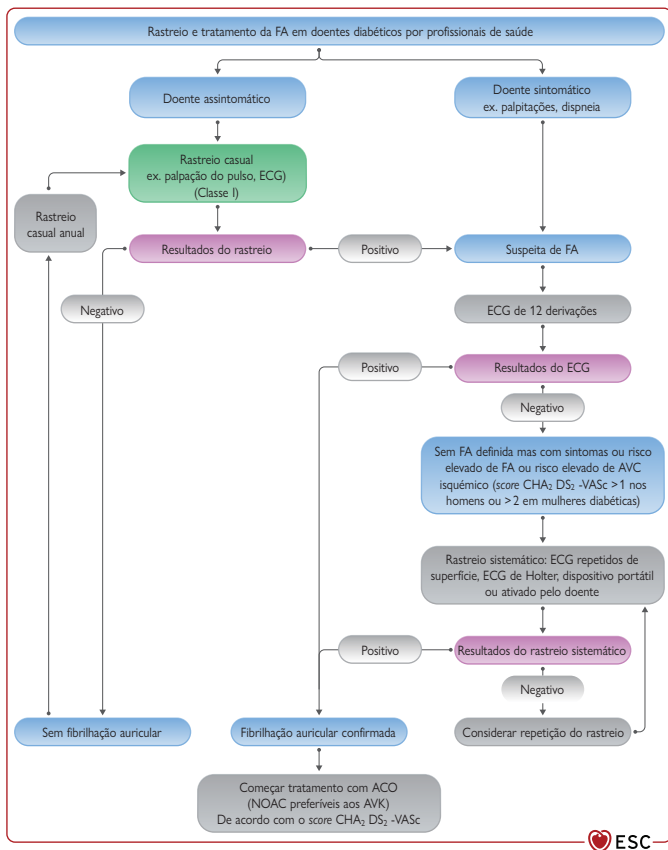 Rastreio e tratamento da FA em doentes diabéticos por profissionais de saúde
Doente assintomático
Doente sintomático
ex. palpitações, dispneia
Rastreio casual
ex. palpação do pulso, ECG)
(Classe I)
Rastreio
casual anual
Resultados do rastreio
Positivo
Suspeita de FA
Negativo
ECG de 12 derivações
Positivo
Resultados do ECG
Negativo
Sem FA definida mas com sintomas ou risco
elevado de FA ou risco elevado de AVC
isquémico (score CHA₂ DS₂ -VASc >1 nos
homens ou >2 em mulheres diabéticas)
Rastreio sistemático: ECG repetidos de
superfície, ECG de Holter, dispositivo portátil
ou ativado pelo doente
Positivo
Resultados do rastreio sistemático
Negativo
Sem fibrilhação auricular
Fibrilhação auricular confirmada
Considerar repetição do rastreio
Começar tratamento com ACO
(NOAC preferíveis aos AVK)
De acordo com o score CHA₂ DS₂ -VASc
ESC